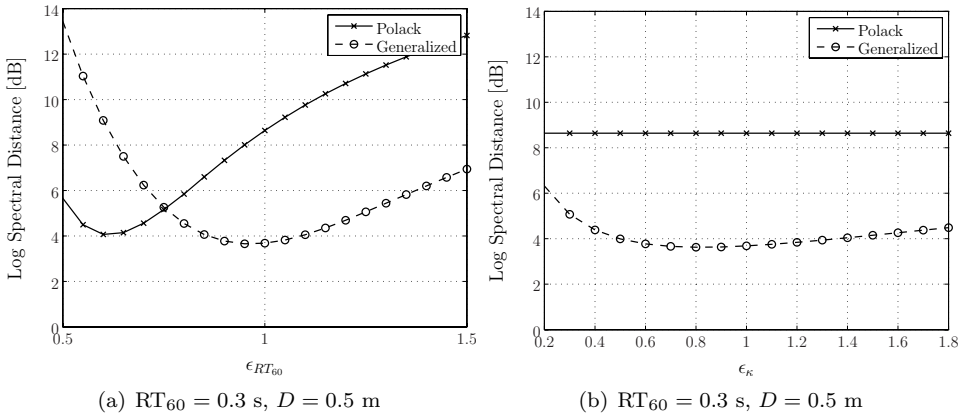 14
12
10
8
6
4
2
0
Log Spectral Distance [dB]
Polack
Generalized
0.5
1
1.5
ϵ_{RT_{60}}
(a) RT_{60} = 0.3 s, D = 0.5 m
14
12
10
8
6
4
2
0
Log Spectral Distance [dB]
Polack
Generalized
0.2
0.4
0.6
0.8
1.0
1.2
1.4
1.6
1.8
ϵ_κ
(b) RT_{60} = 0.3 s, D = 0.5 m